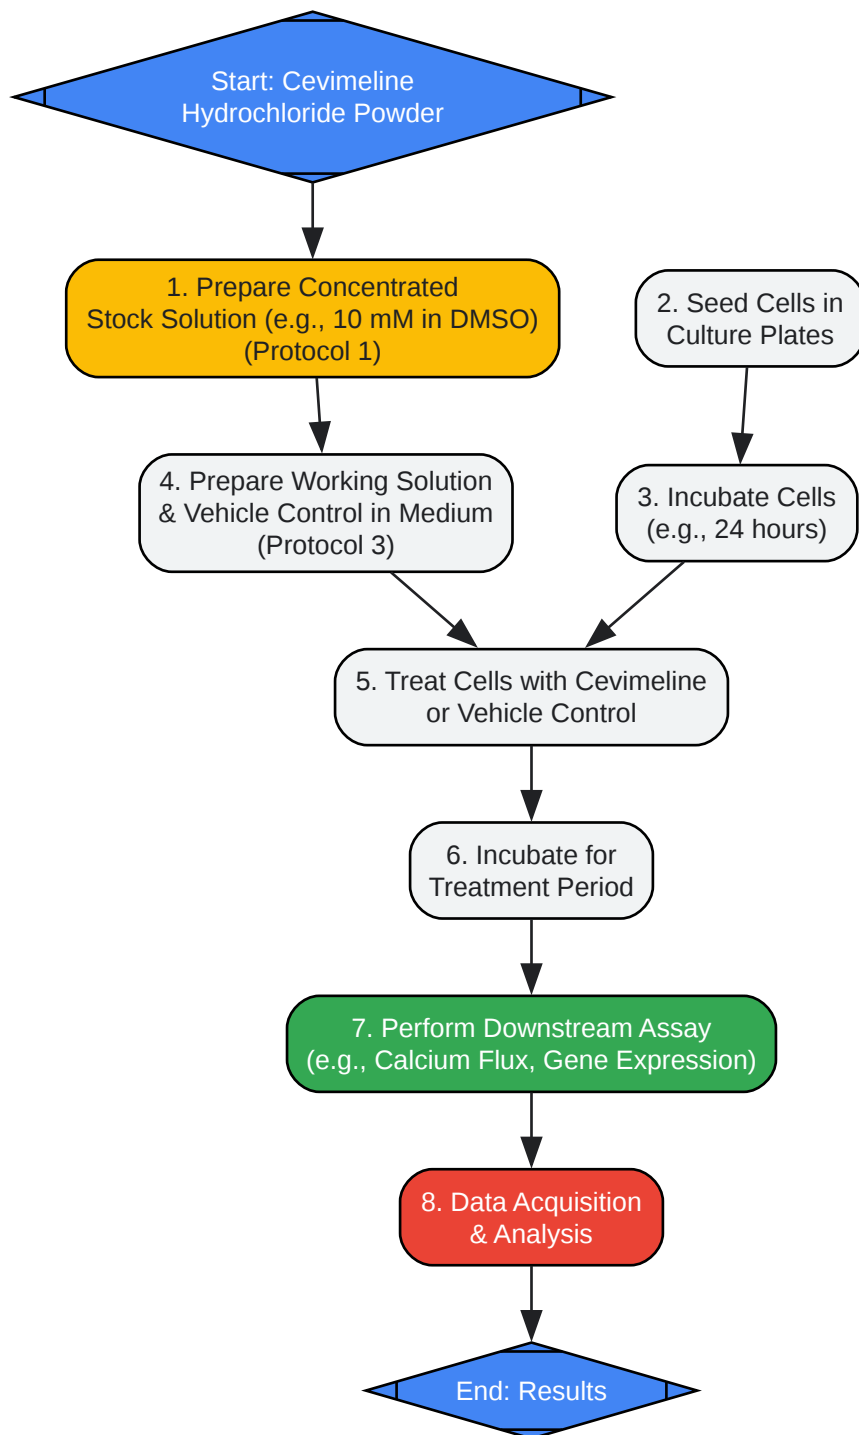 Start: Cevimeline
Hydrochloride Powder
1. Prepare Concentrated
Stock Solution (e.g., 10 mM in DMSO)
(Protocol 1)
2. Seed Cells in
Culture Plates
4. Prepare Working Solution
& Vehicle Control in Medium
(Protocol 3)
3. Incubate Cells
(e.g., 24 hours)
5. Treat Cells with Cevimeline
or Vehicle Control
6. Incubate for
Treatment Period
7. Perform Downstream Assay
(e.g., Calcium Flux, Gene Expression)
8. Data Acquisition
& Analysis
End: Results